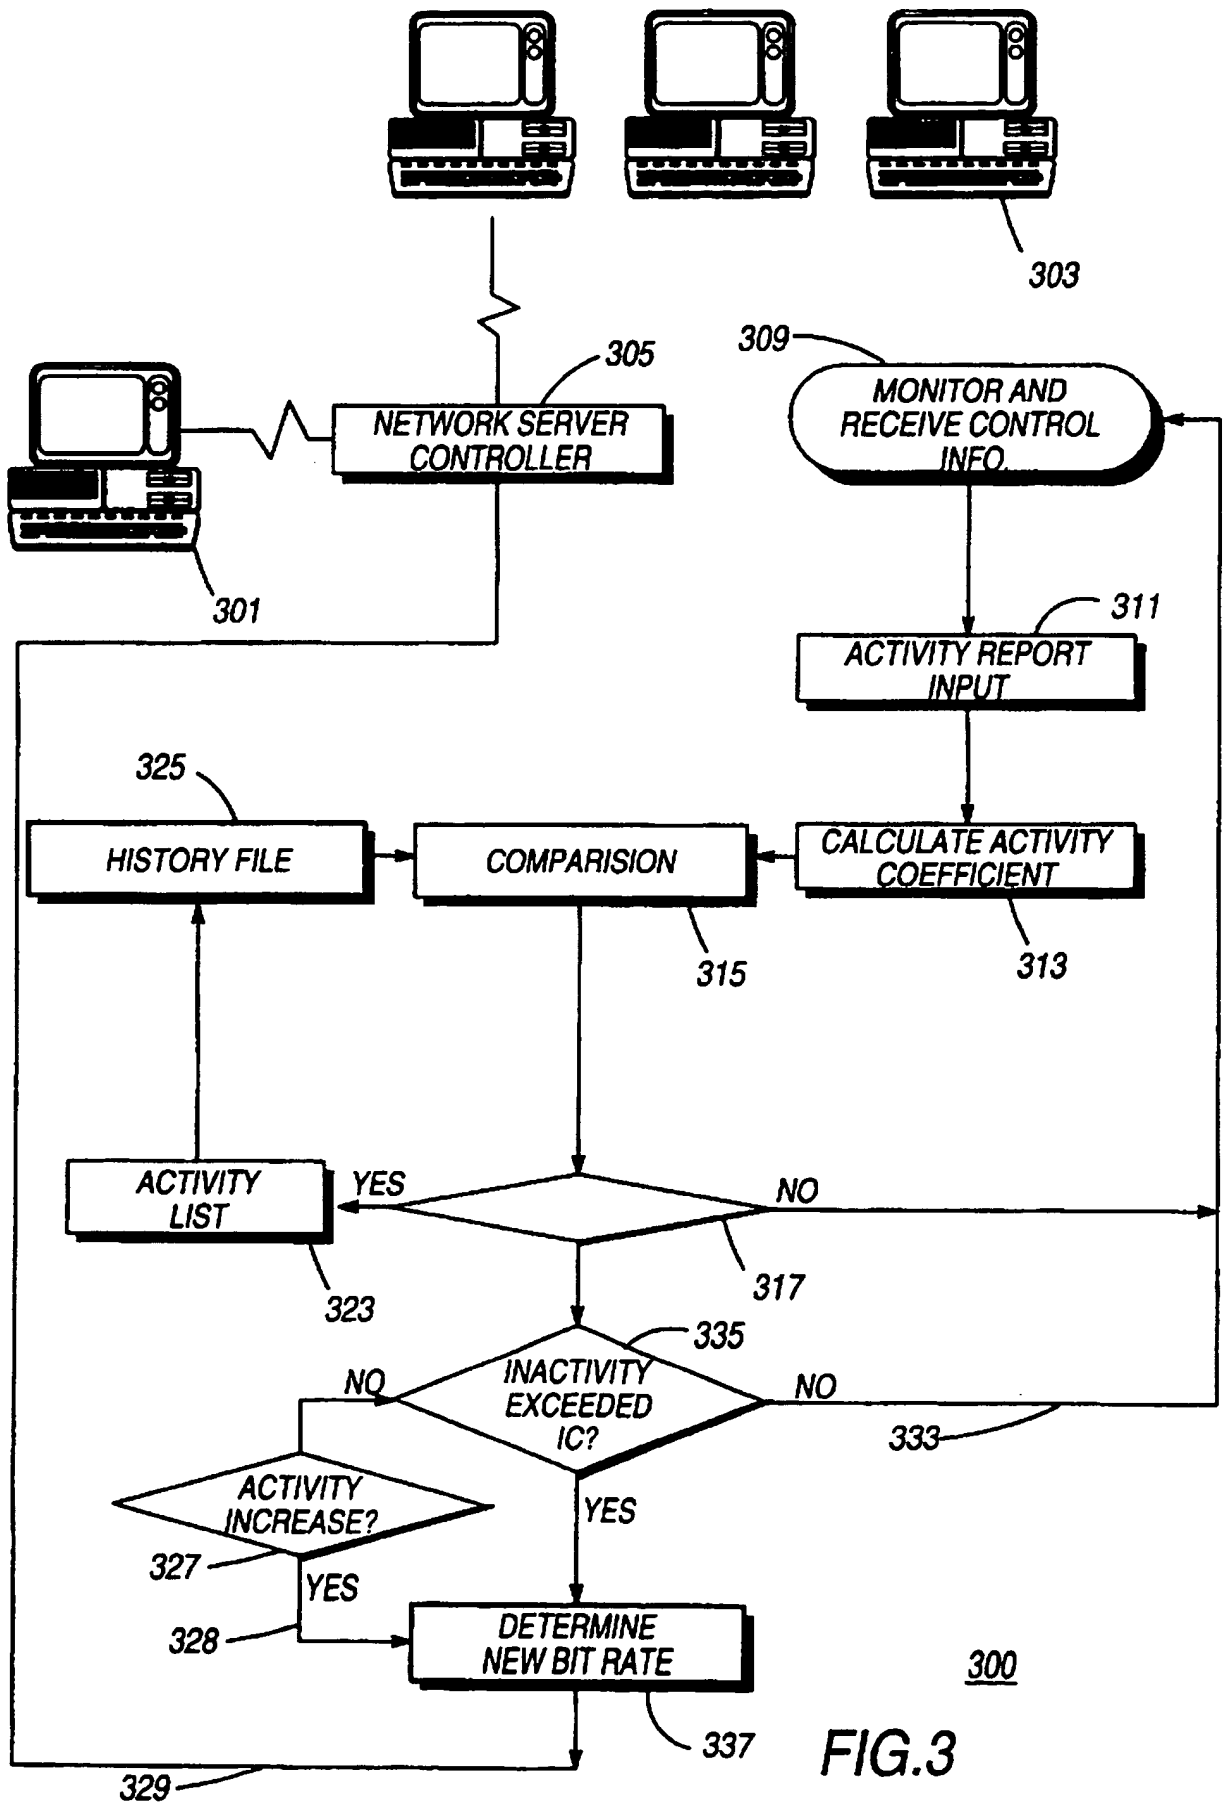 303
305
309
NETWORK SERVER
CONTROLLER
MONITOR AND
RECEIVE CONTROL
INFO.
301
311
ACTIVITY REPORT
INPUT
325
HISTORY FILE
COMPARISION
CALCULATE ACTIVITY
COEFFICIENT
315
313
ACTIVITY
LIST
YES
NO
323
317
335
INACTIVITY
EXCEEDED
IC?
NO
NO
333
ACTIVITY
INCREASE?
327
YES
YES
328
DETERMINE
NEW BIT RATE
300
337
329
FIG.3